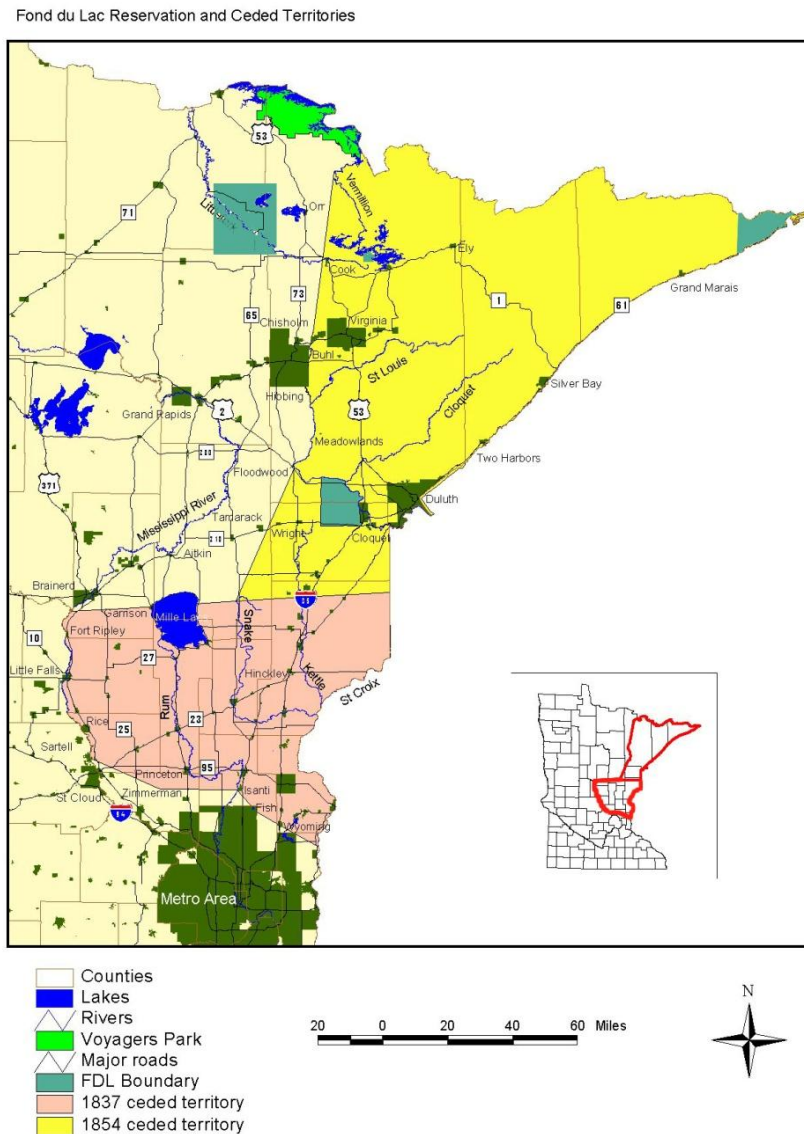 Fond du Lac Reservation and Ceded Territories
53
Vermillion
71
Orr
Ely
Cook
Grand Marais
1
61
65
73
Chisholm
Virginia
Buhl
St Louis
Silver Bay
Hibbing
Cloquet
Grand Rapids
2
53
Meadowlands
Two Harbors
200
Floodwood
371
Mississippi River
Duluth
Tamarack
210
Wright
Cloquet
Aitkin
Brainerd
35
Garrison
Mille La
Snake
Fort Ripley
10
27
Kettle
Little Falls
Hinckley
St Croix
Rum
Rice
25
23
Sartell
95
Princeton
Isanti
St Cloud
Zimmerman
Fish
94
Wyoming
Metro Area
Counties
Lakes
Rivers
Voyagers Park
Major roads
FDL Boundary
1837 ceded territory
1854 ceded territory
20 0 20 40 60 Miles
N